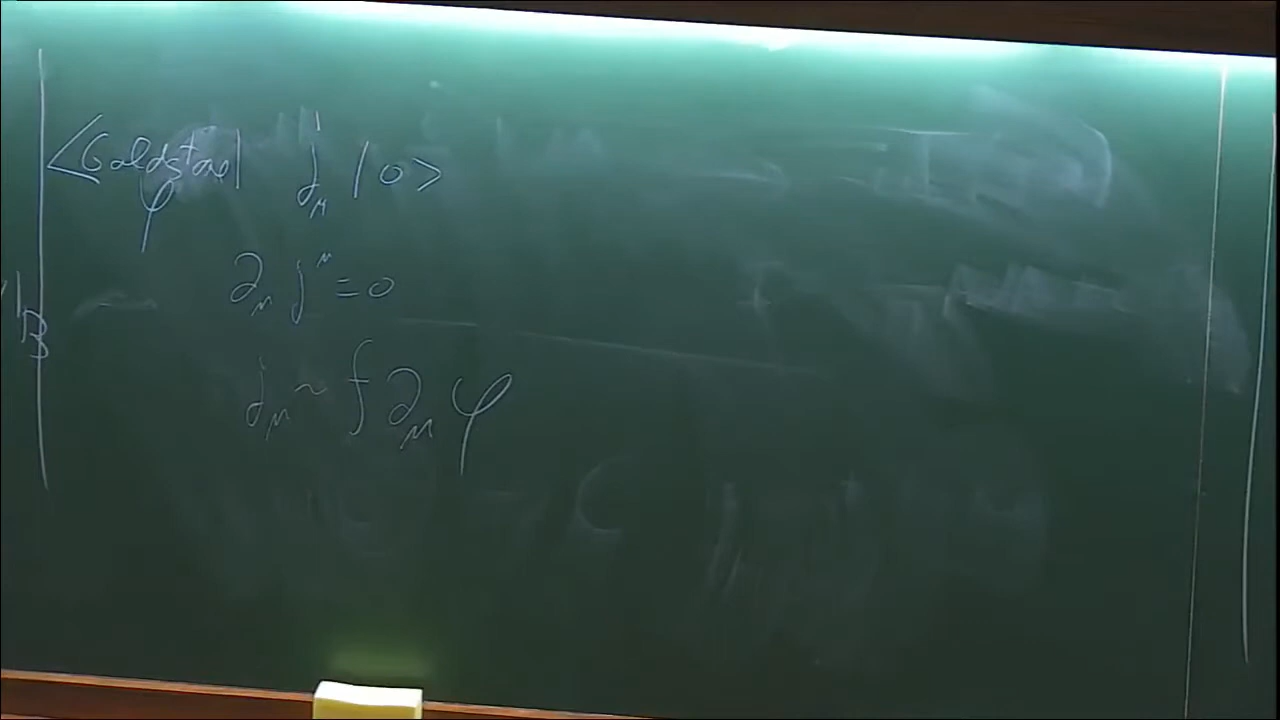 <Goldstone| j_μ |0>
φ
∂_μ j^μ = 0
j_μ ~ f ∂_μ φ
B